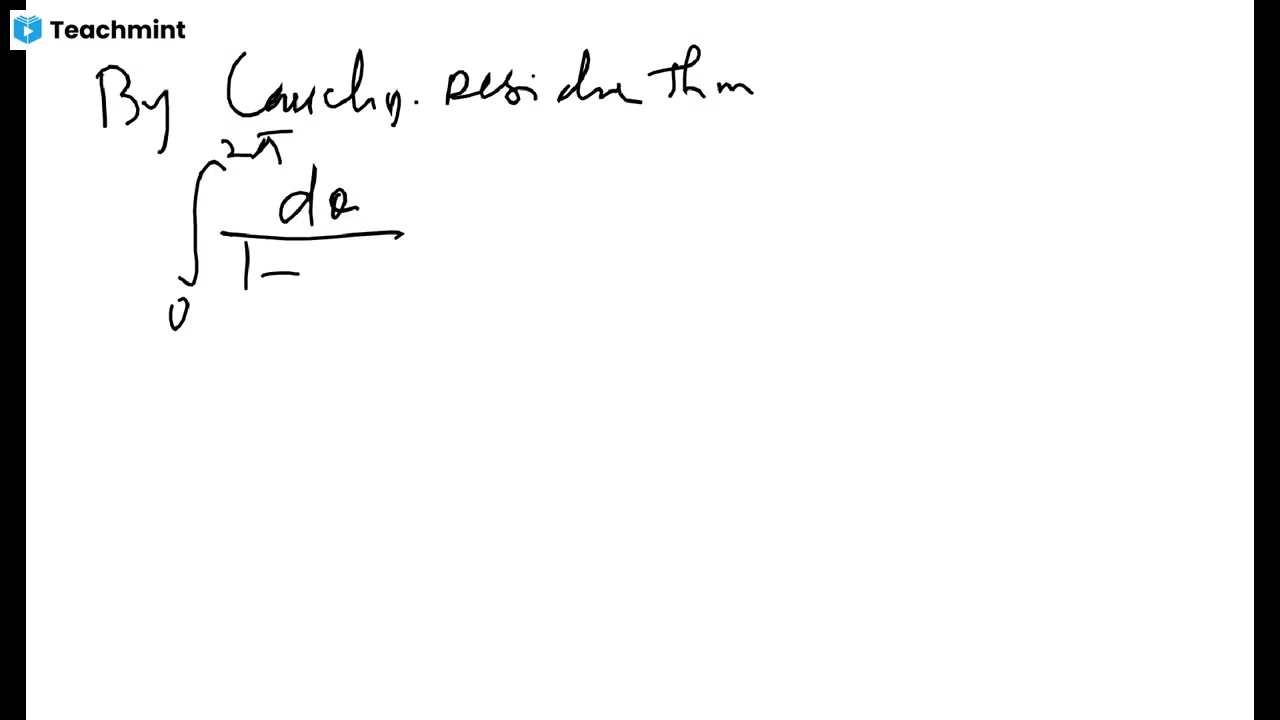 Teachmint
By Cauchy. residue Thm
∫₀^2π dθ / 1 -